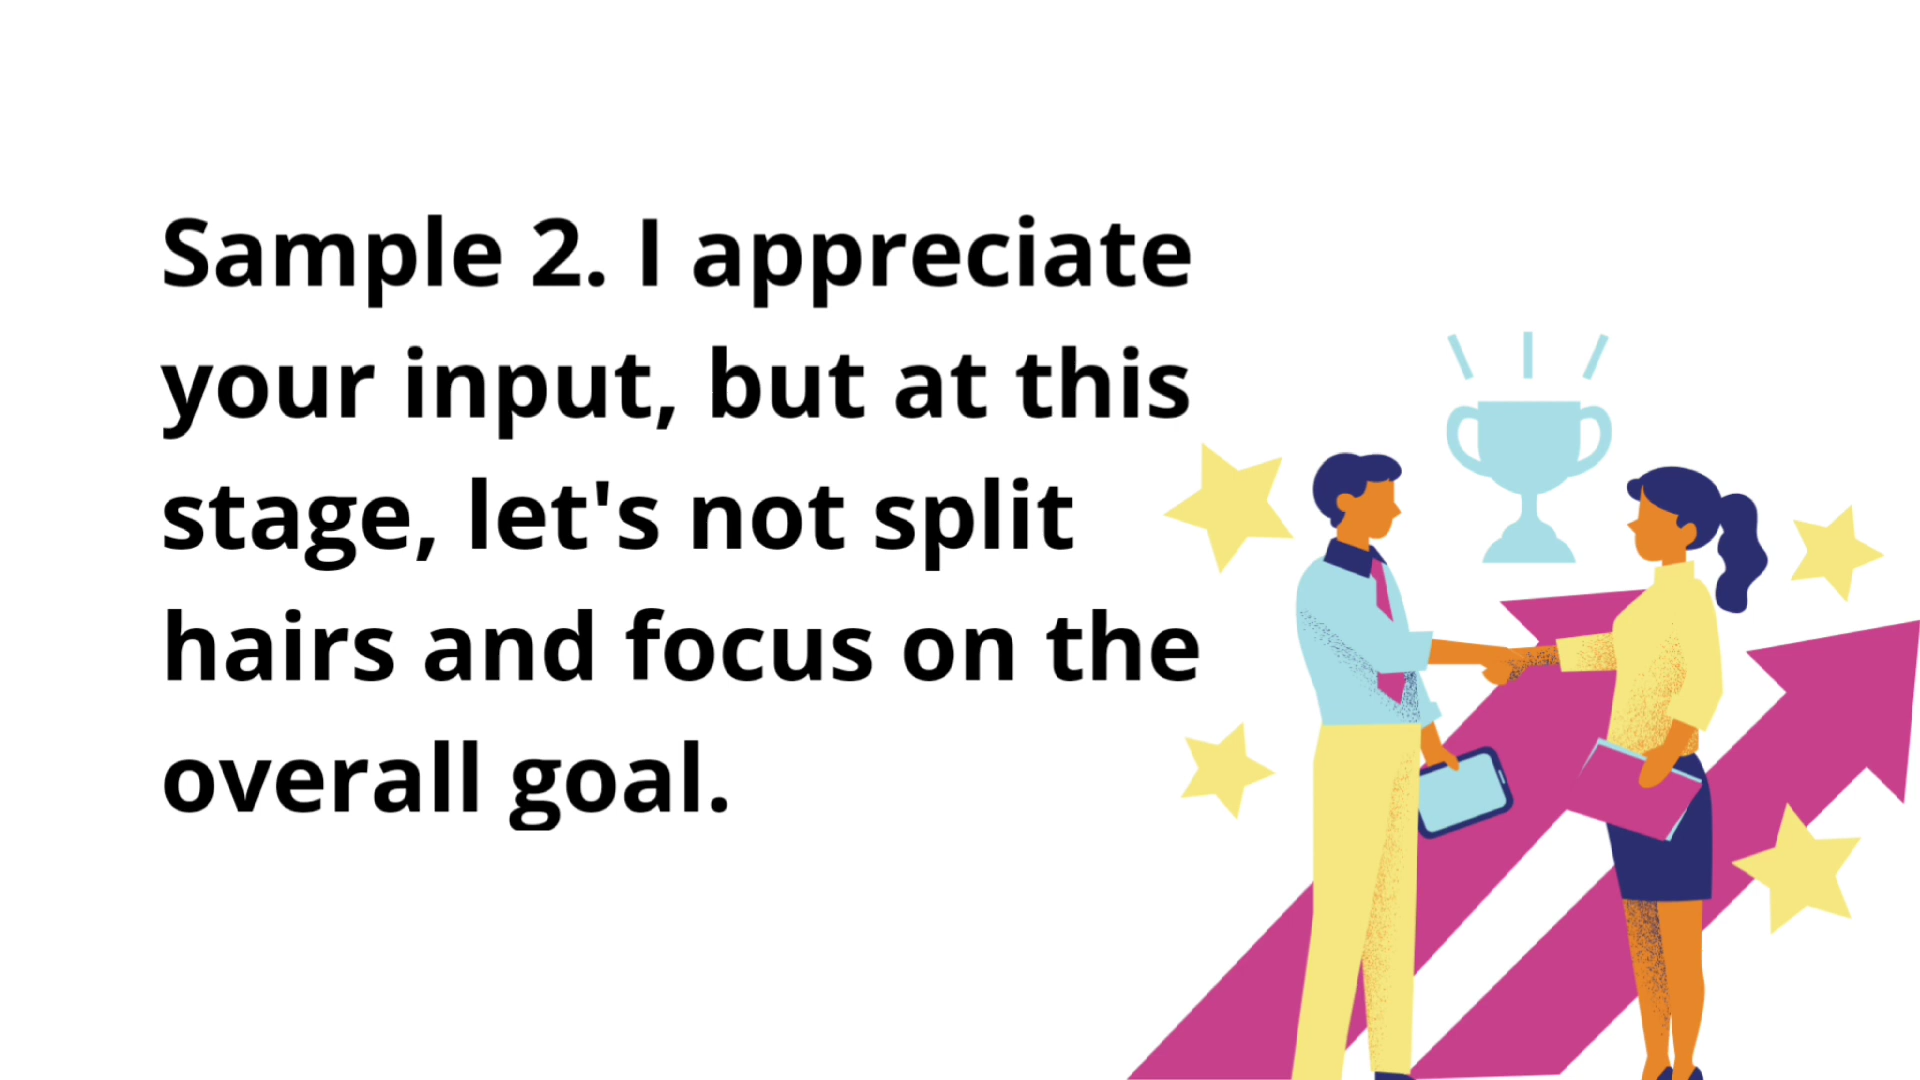 Sample 2. I appreciate
your input, but at this
stage, let's not split
hairs and focus on the
overall goal.